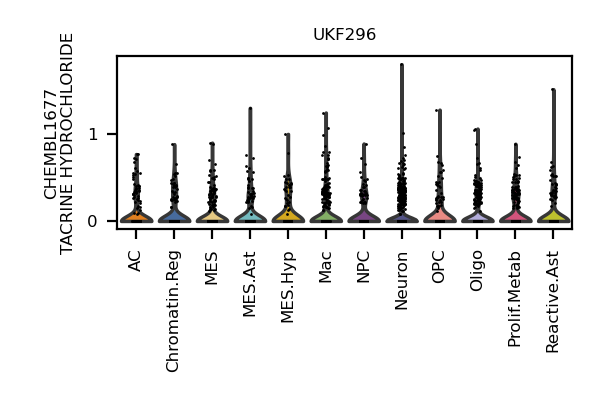 UKF296
CHEMBL1677
TACRINE HYDROCHLORIDE
1
0
AC
Chromatin.Reg
MES
MES.Ast
MES.Hyp
Mac
NPC
Neuron
OPC
Oligo
Prolif.Metab
Reactive.Ast